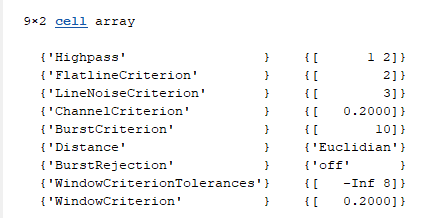 9×2 cell array
{'Highpass' } {[ 1 2]}
{'FlatlineCriterion' } {[ 2]}
{'LineNoiseCriterion' } {[ 3]}
{'ChannelCriterion' } {[ 0.2000]}
{'BurstCriterion' } {[ 10]}
{'Distance' } {'Euclidian'}
{'BurstRejection' } {'off' }
{'WindowCriterionTolerances'} {[ -Inf 8]}
{'WindowCriterion' } {[ 0.2000]}